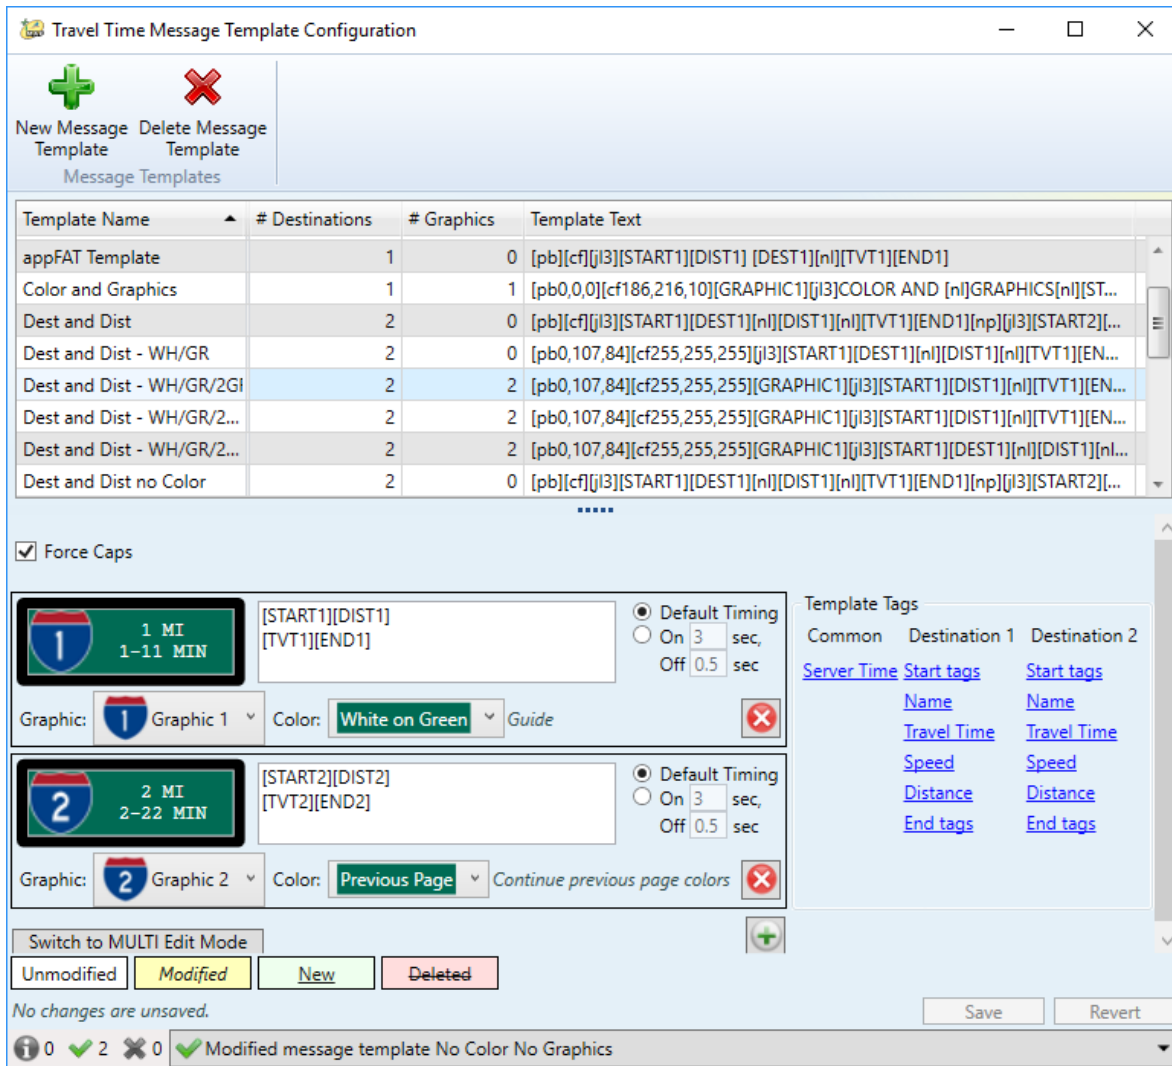 Travel Time Message Template Configuration
New Message Template
Delete Message Template
Message Templates
Template Name # Destinations # Graphics Template Text
appFAT Template 1 0 [pb][cf][jl3][START1][DIST1] [DEST1][nl][TVT1][END1]
Color and Graphics 1 1 [pb0,0,0][cf186,216,10][GRAPHIC1][jl3]COLOR AND [nl]GRAPHICS[nl][ST...
Dest and Dist 2 0 [pb][cf][jl3][START1][DEST1][nl][DIST1][nl][TVT1][END1][np][jl3][START2][...
Dest and Dist - WH/GR 2 0 [pb0,107,84][cf255,255,255][jl3][START1][DEST1][nl][DIST1][nl][TVT1][EN...
Dest and Dist - WH/GR/2GI 2 2 [pb0,107,84][cf255,255,255][GRAPHIC1][jl3][START1][DIST1][nl][TVT1][EN...
Dest and Dist - WH/GR/2... 2 2 [pb0,107,84][cf255,255,255][GRAPHIC1][jl3][START1][DIST1][nl][TVT1][EN...
Dest and Dist - WH/GR/2... 2 2 [pb0,107,84][cf255,255,255][GRAPHIC1][jl3][START1][DEST1][nl][DIST1][nl...
Dest and Dist no Color 2 0 [pb][cf][jl3][START1][DEST1][nl][DIST1][nl][TVT1][END1][np][jl3][START2][...
Force Caps
1
1 MI
1-11 MIN
[START1][DIST1]
[TVT1][END1]
Default Timing
On 3 sec,
Off 0.5 sec
Graphic: 1 Graphic 1 Color: White on Green Guide
2
2 MI
2-22 MIN
[START2][DIST2]
[TVT2][END2]
Default Timing
On 3 sec,
Off 0.5 sec
Graphic: 2 Graphic 2 Color: Previous Page Continue previous page colors
Template Tags
Common Destination 1 Destination 2
Server Time Start tags Start tags
Name Name
Travel Time Travel Time
Speed Speed
Distance Distance
End tags End tags
Switch to MULTI Edit Mode
Unmodified Modified New Deleted
No changes are unsaved.
Save Revert
0 2 0 Modified message template No Color No Graphics